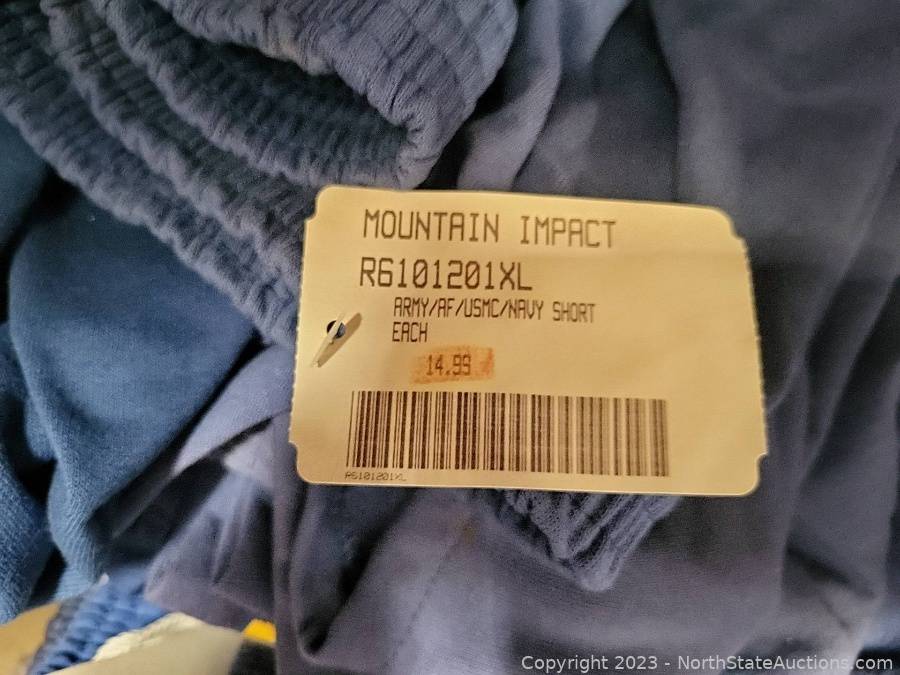 MOUNTAIN IMPACT
R6101201XL
ARMY/AF/USMC/NAVY SHORT
EACH
14.99
R6101201XL
Copyright © 2023 - NorthStateAuctions.com